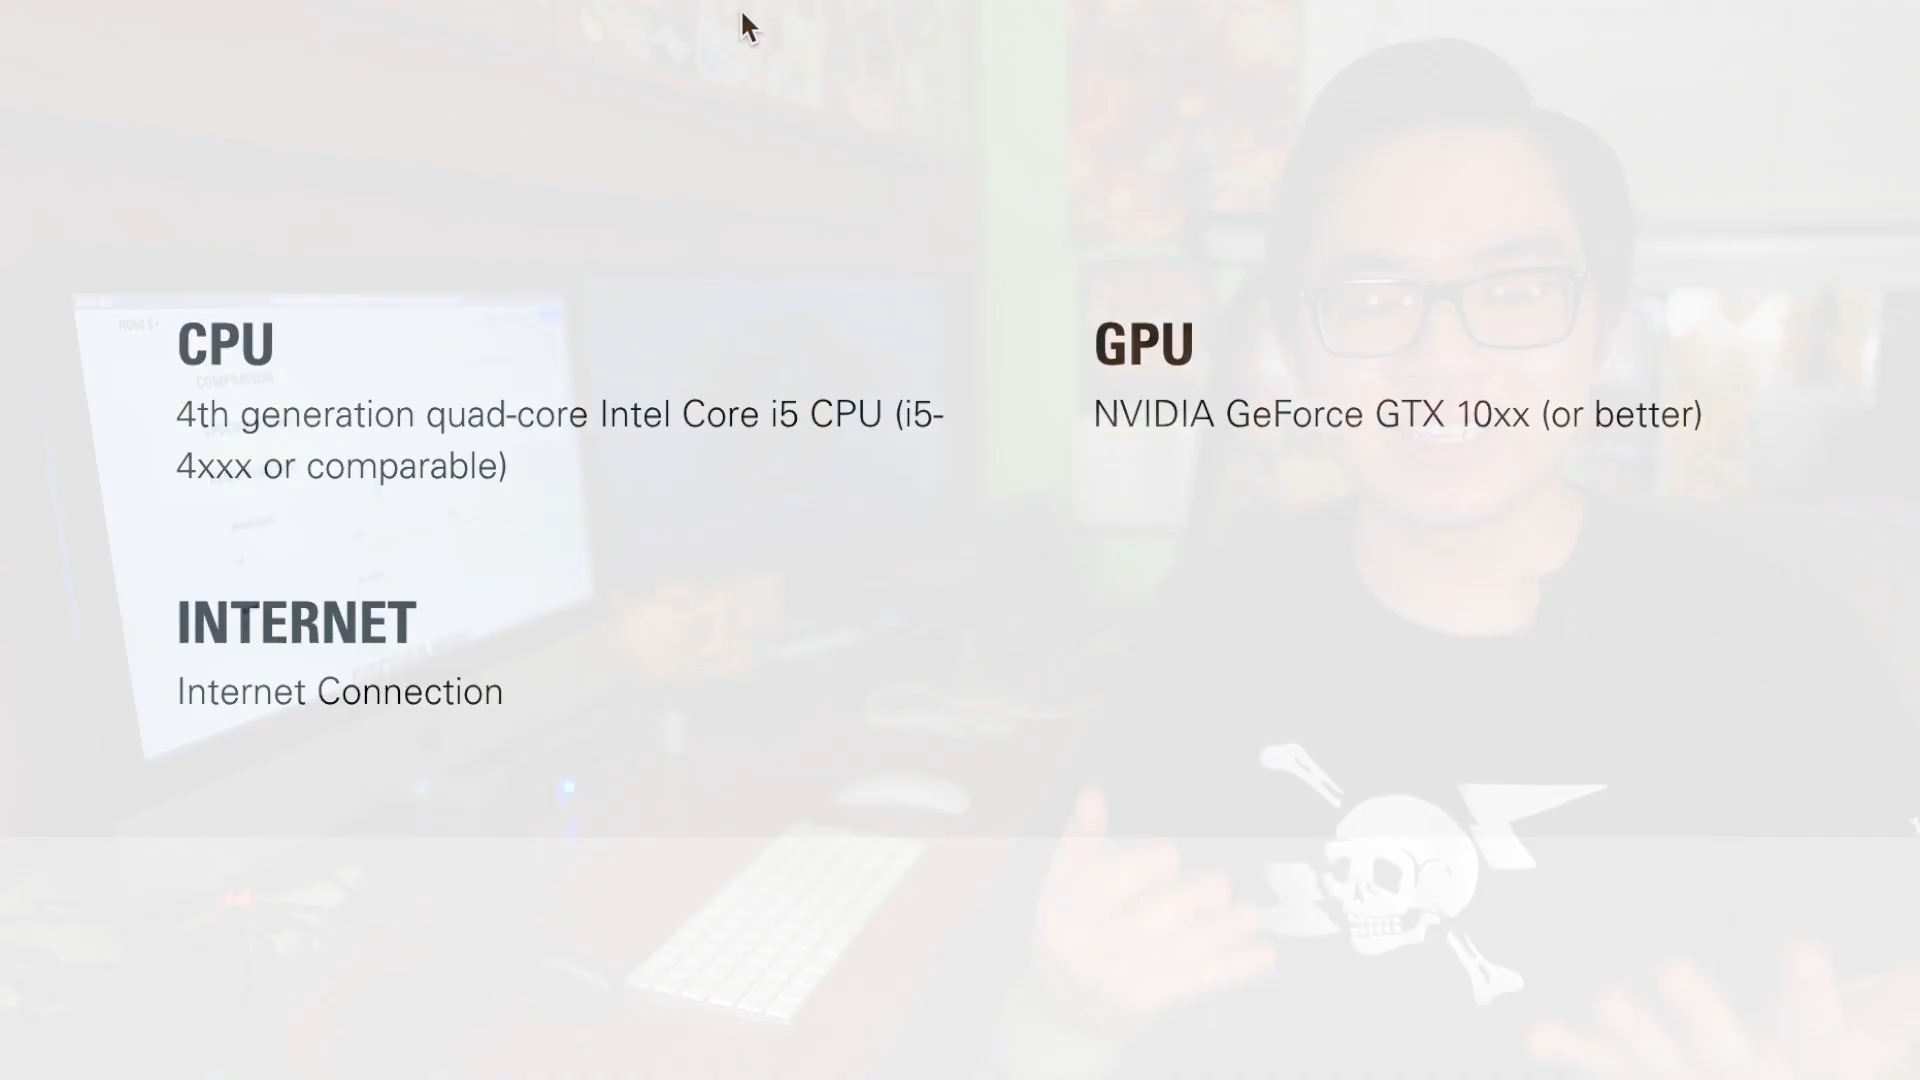 CPU
4th generation quad-core Intel Core i5 CPU (i5-
4xxx or comparable)
GPU
NVIDIA GeForce GTX 10xx (or better)
INTERNET
Internet Connection
COMPARISON